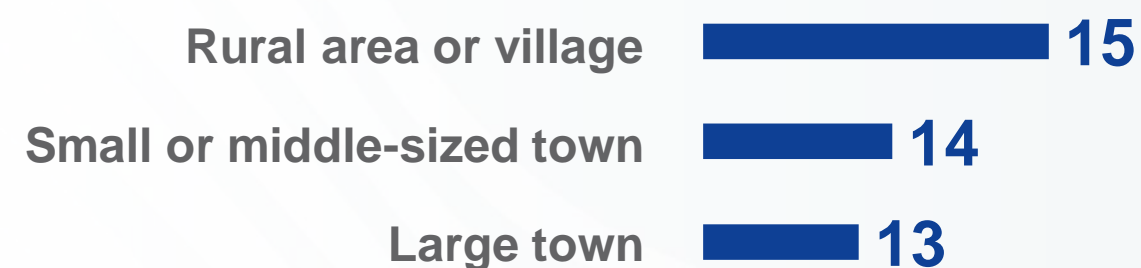 Rural area or village 15
Small or middle-sized town 14
Large town 13